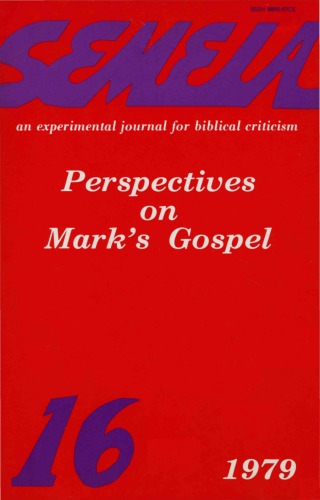 SEMEIA
an experimental journal for biblical criticism
Perspectives
on
Mark's Gospel
16
1979